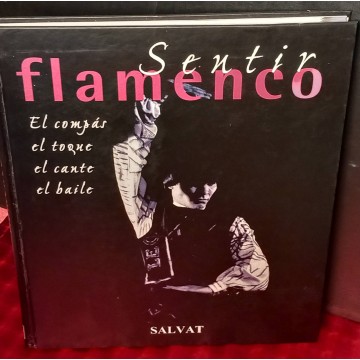 Sentir
flamenco
El compás
el toque
el cante
el baile
SALVAT